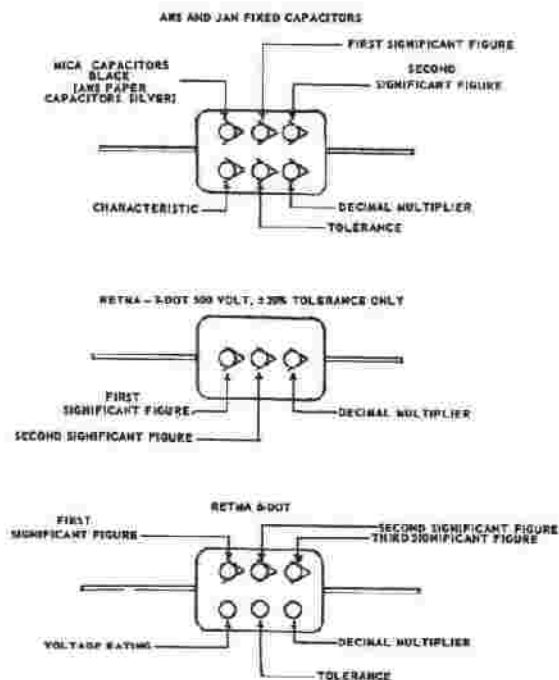 AWS AND JAN FIXED CAPACITORS
FIRST SIGNIFICANT FIGURE
MICA CAPACITORS
BLACK
(AWS PAPER
CAPACITORS SILVER)
SECOND
SIGNIFICANT FIGURE
CHARACTERISTIC
DECIMAL MULTIPLIER
TOLERANCE
RETMA - 3-DOT 500 VOLT, ±20% TOLERANCE ONLY
FIRST
SIGNIFICANT FIGURE
DECIMAL MULTIPLIER
SECOND SIGNIFICANT FIGURE
RETMA 6-DOT
FIRST
SIGNIFICANT FIGURE
SECOND SIGNIFICANT FIGURE
THIRD SIGNIFICANT FIGURE
VOLTAGE RATING
DECIMAL MULTIPLIER
TOLERANCE